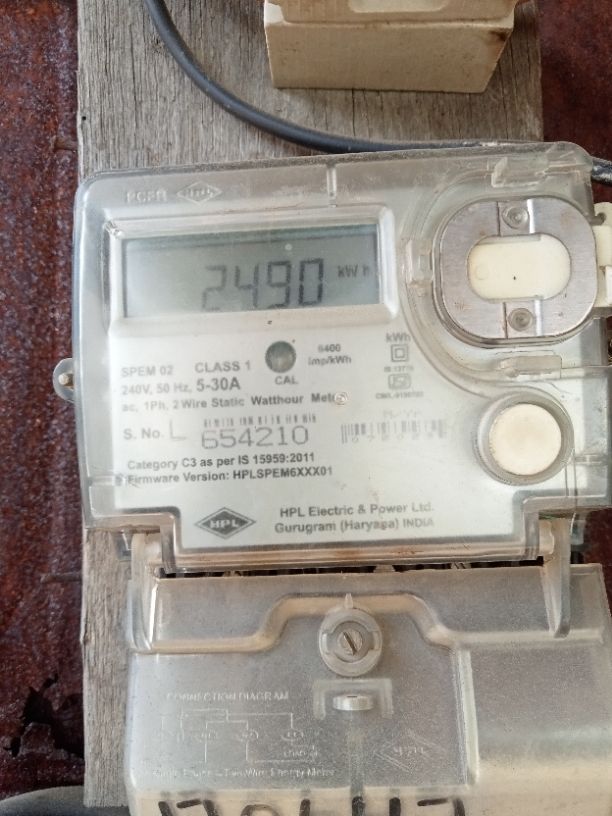 HPL
2490 kWh
6400
imp/kWh
kWh
SPEM 02 CLASS 1
240V, 50 Hz, 5-30A
CAL
ac, 1Ph, 2 Wire Static Watthour Meter
S. No. L 654210
Category C3 as per IS 15959:2011
Firmware Version: HPLSPEM6XXX01
HPL
HPL Electric & Power Ltd.
Gurugram (Haryana) INDIA
CONNECTION DIAGRAM